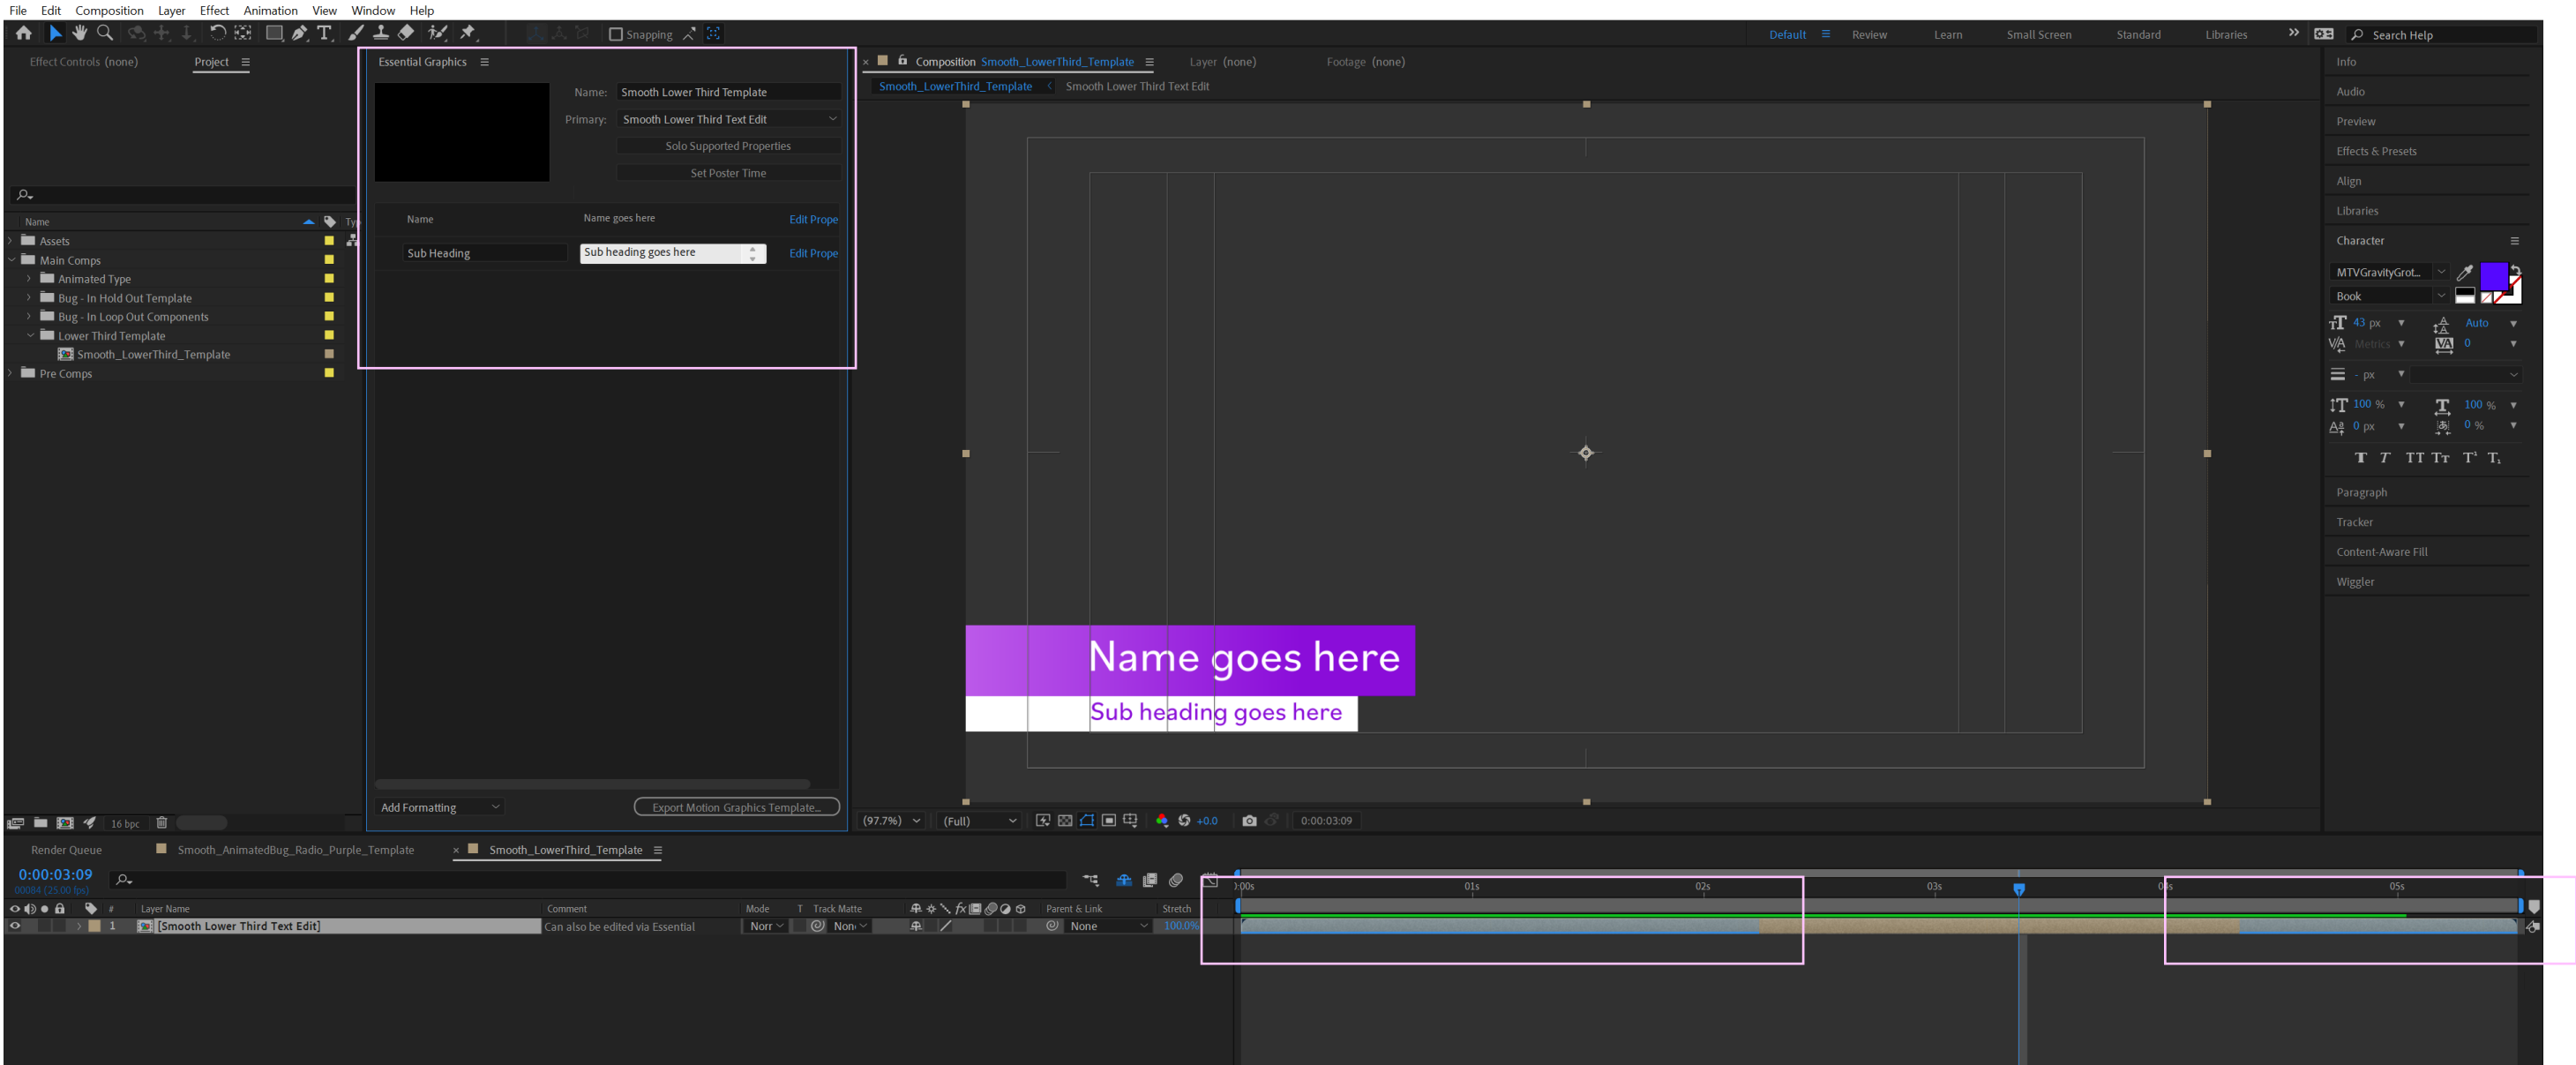 File Edit Composition Layer Effect Animation View Window Help
Snapping
Default Review Learn Small Screen Standard Libraries Search Help
Effect Controls (none) Project
Name
Assets
Main Comps
Animated Type
Bug - In Hold Out Template
Bug - In Loop Out Components
Lower Third Template
Smooth_LowerThird_Template
Pre Comps
16 bpc
Essential Graphics
Name: Smooth Lower Third Template
Primary: Smooth Lower Third Text Edit
Solo Supported Properties
Set Poster Time
Name Name goes here Edit Prope
Sub Heading Sub heading goes here Edit Prope
Add Formatting Export Motion Graphics Template...
Composition Smooth_LowerThird_Template Layer (none) Footage (none)
Smooth_LowerThird_Template Smooth Lower Third Text Edit
Name goes here
Sub heading goes here
(97.7%) (Full) +0.0 0:00:03:09
Info
Audio
Preview
Effects & Presets
Align
Libraries
Character
MTVGravityGrot...
Book
43 px Auto
Metrics 0
- px
100 % 100 %
0 px 0 %
Paragraph
Tracker
Content-Aware Fill
Wiggler
Render Queue Smooth_AnimatedBug_Radio_Purple_Template Smooth_LowerThird_Template
0:00:03:09
00084 (25.00 fps)
01s 02s 03s 05s
# Layer Name Comment Mode T Track Matte Parent & Link Stretch
1 [Smooth Lower Third Text Edit] Can also be edited via Essential Norr None 100.0%